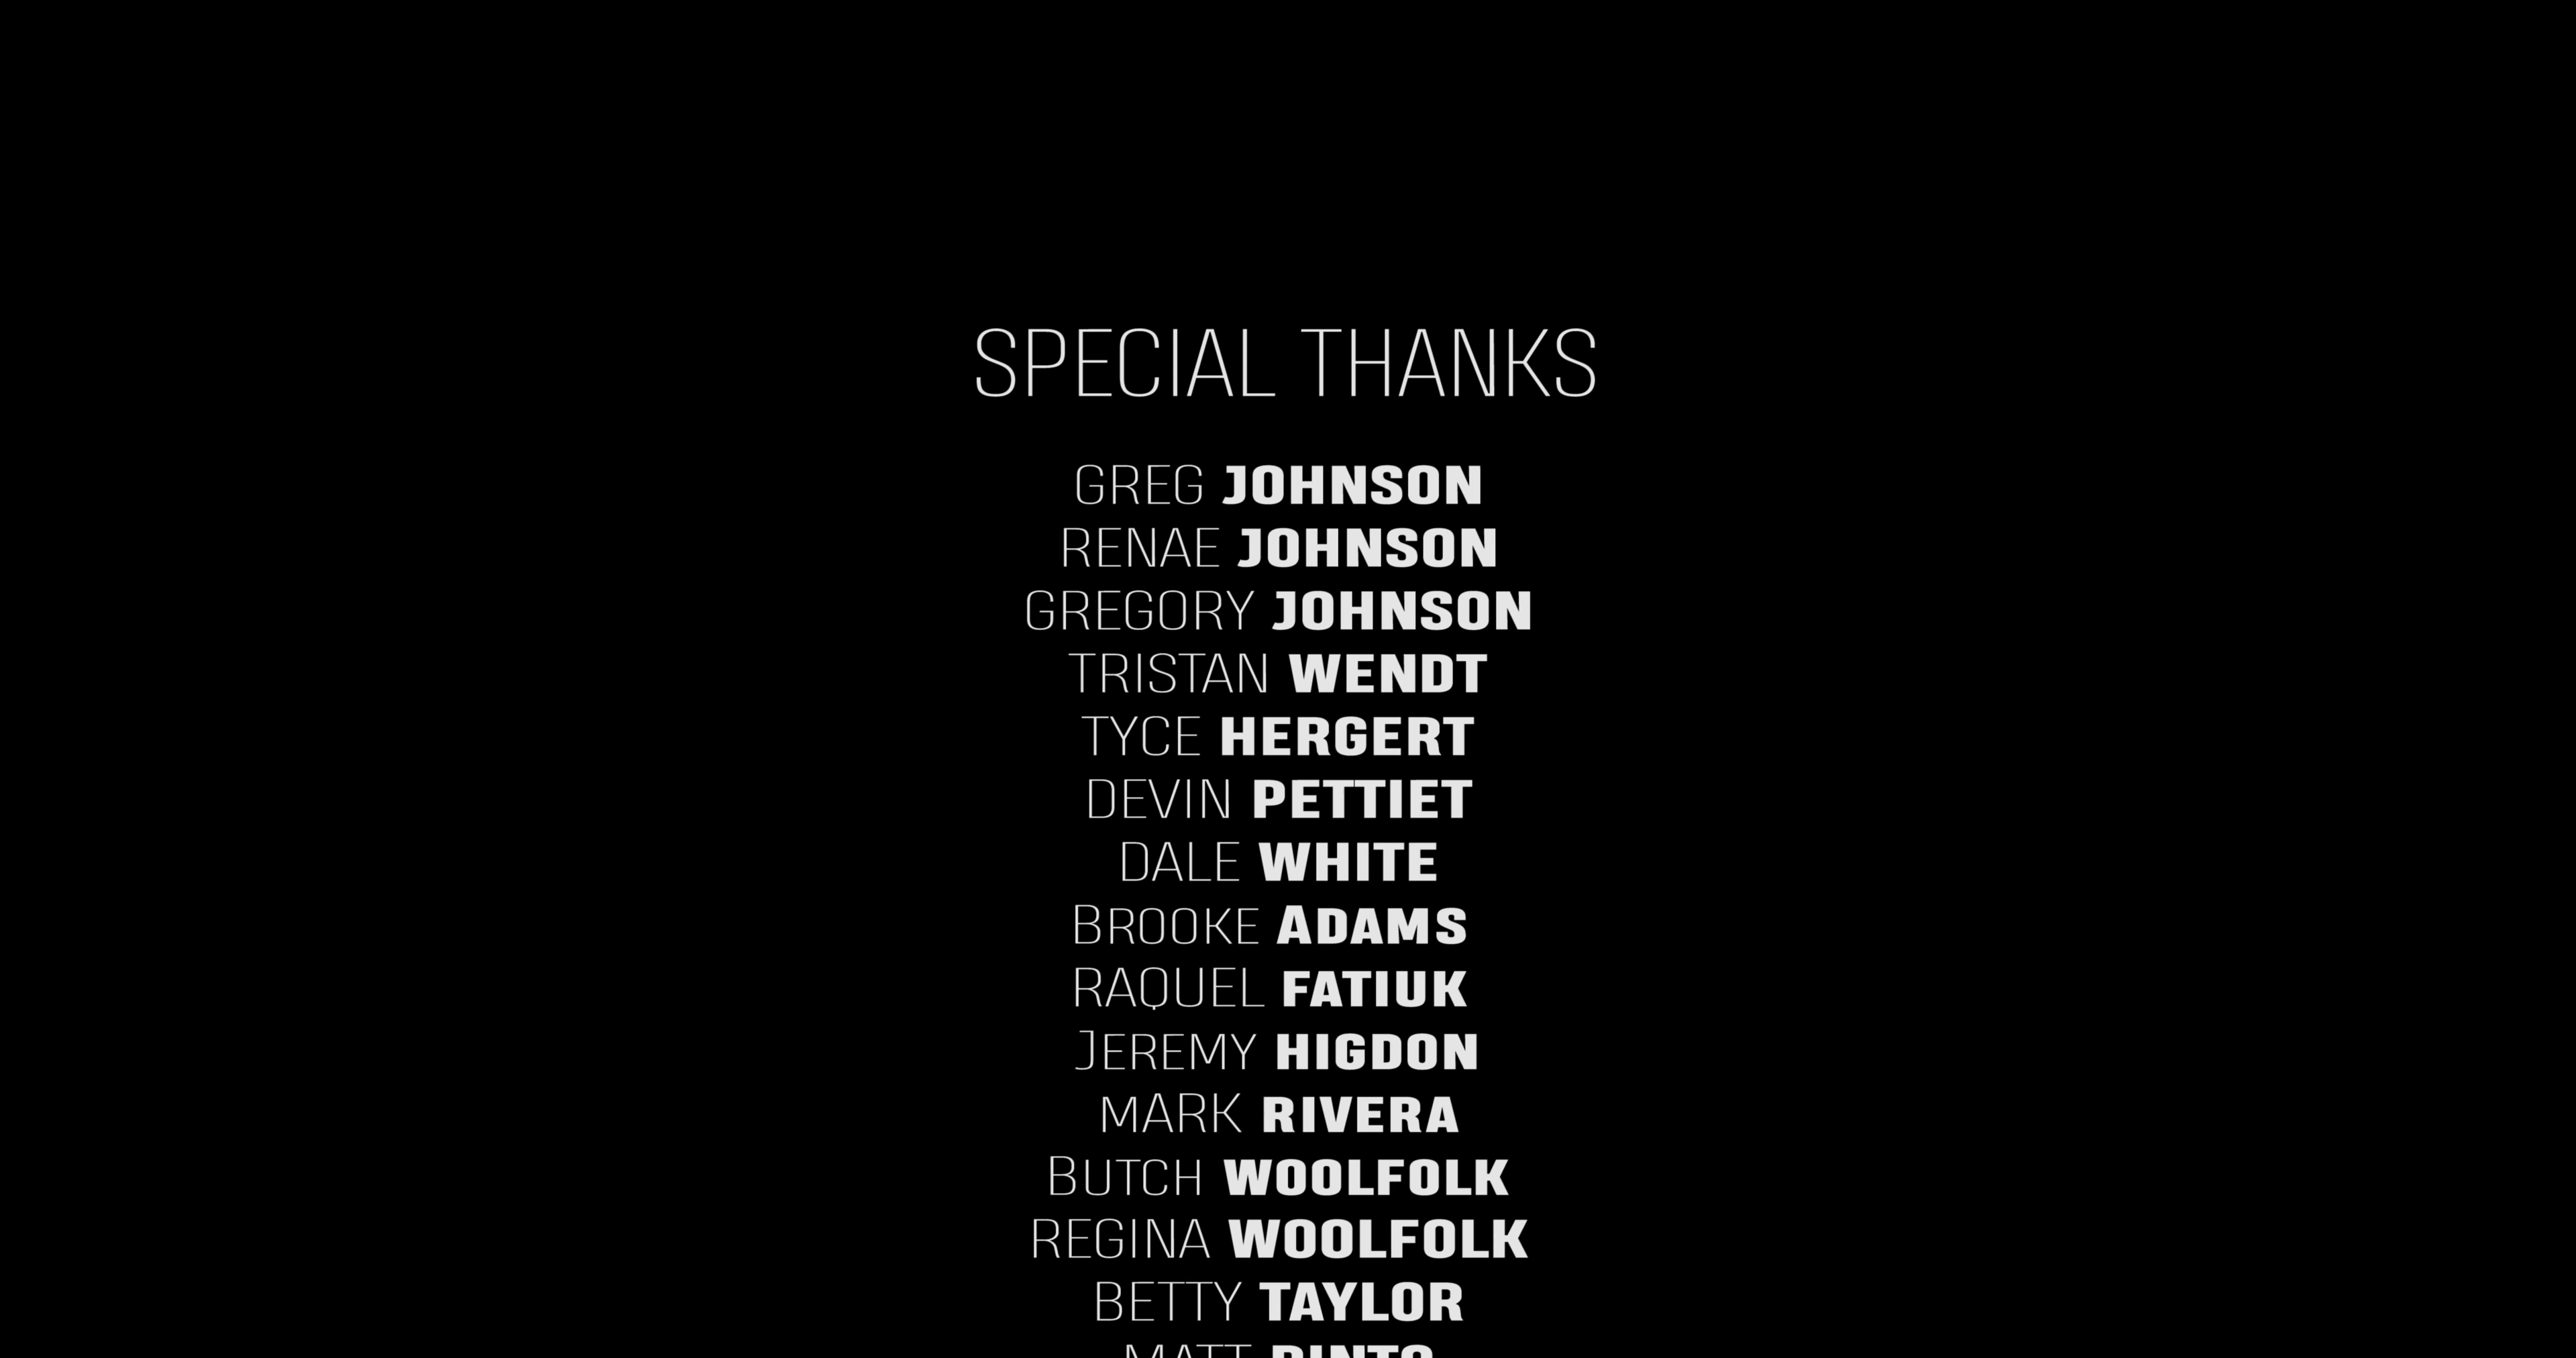 SPECIAL THANKS
GREG JOHNSON
RENAE JOHNSON
GREGORY JOHNSON
TRISTAN WENDT
TYCE HERGERT
DEVIN PETTIET
DALE WHITE
BROOKE ADAMS
RAQUEL FATIUK
JEREMY HIGDON
MARK RIVERA
BUTCH WOOLFOLK
REGINA WOOLFOLK
BETTY TAYLOR
MATT